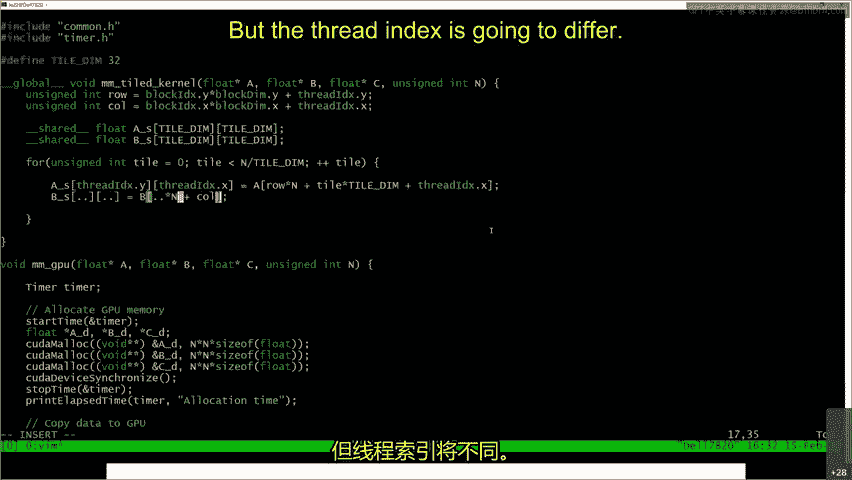 #include "common.h"
But the thread index is going to differ.
#include "timer.h"
#define TILE_DIM 32
__global__ void mm_tiled_kernel(float* A, float* B, float* C, unsigned int N) {
unsigned int row = blockIdx.y*blockDim.y + threadIdx.y;
unsigned int col = blockIdx.x*blockDim.x + threadIdx.x;
__shared__ float A_s[TILE_DIM][TILE_DIM];
__shared__ float B_s[TILE_DIM][TILE_DIM];
for(unsigned int tile = 0; tile < N/TILE_DIM; ++ tile) {
A_s[threadIdx.y][threadIdx.x] = A[row*N + tile*TILE_DIM + threadIdx.x];
B_s[..][..] = B[..*N + col];
}
}
void mm_gpu(float* A, float* B, float* C, unsigned int N) {
Timer timer;
// Allocate GPU memory
startTime(&timer);
float *A_d, *B_d, *C_d;
cudaMalloc((void**) &A_d, N*N*sizeof(float));
cudaMalloc((void**) &B_d, N*N*sizeof(float));
cudaMalloc((void**) &C_d, N*N*sizeof(float));
cudaDeviceSynchronize();
stopTime(&timer);
printElapsedTime(timer, "Allocation time");
// Copy data to GPU
-- INSERT --
17,35
但线程索引将不同。
+28